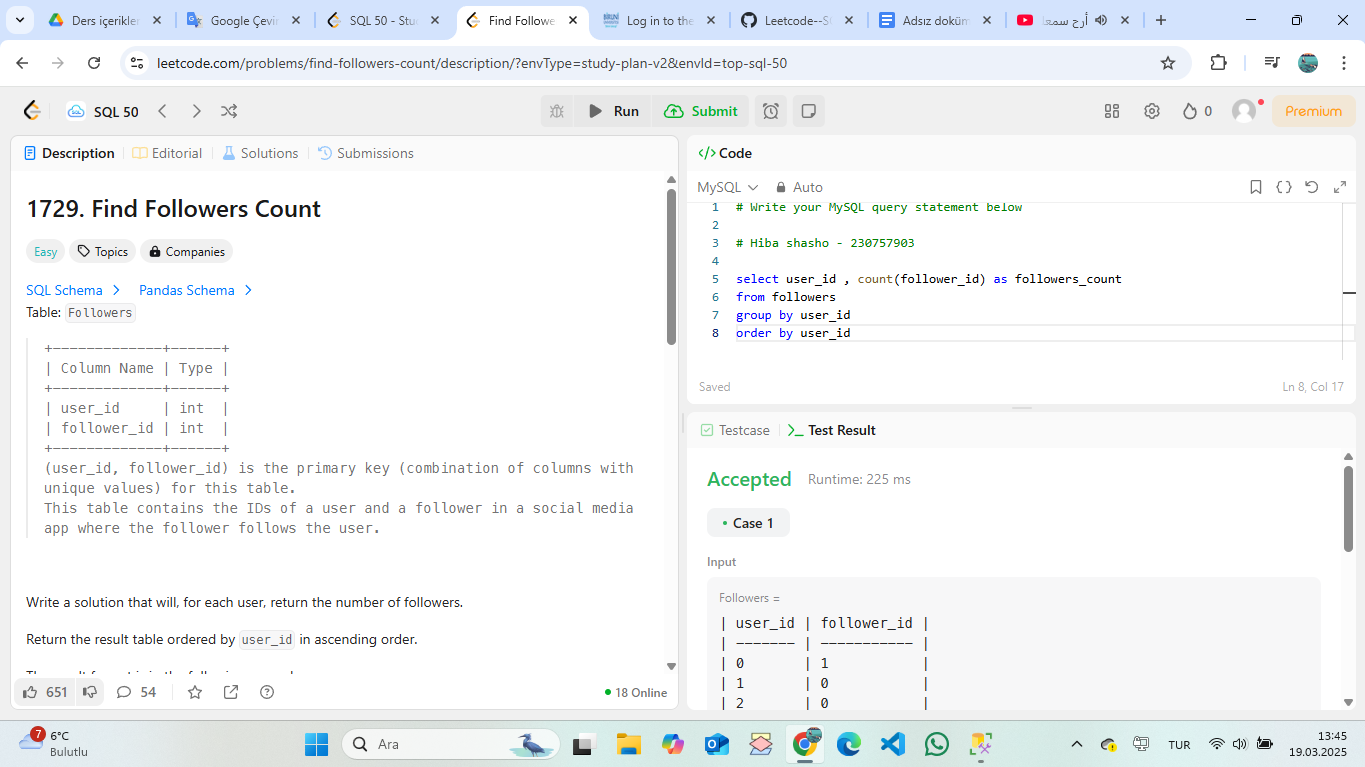 Ders içerikler
Google Çevir
SQL 50 - Stu
Find Followe
Log in to the
Leetcode--S
Adsız doküm
leetcode.com/problems/find-followers-count/description/?envType=study-plan-v2&envId=top-sql-50
SQL 50
Run
Submit
0
Premium
Description
Editorial
Solutions
Submissions
1729. Find Followers Count
Easy
Topics
Companies
SQL Schema
Pandas Schema
Table: Followers
+-------------+------+
| Column Name | Type |
+-------------+------+
| user_id     | int  |
| follower_id | int  |
+-------------+------+
(user_id, follower_id) is the primary key (combination of columns with
unique values) for this table.
This table contains the IDs of a user and a follower in a social media
app where the follower follows the user.
Write a solution that will, for each user, return the number of followers.
Return the result table ordered by user_id in ascending order.
651
54
18 Online
Code
MySQL
Auto
1 # Write your MySQL query statement below
2
3 # Hiba shasho - 230757903
4
5 select user_id , count(follower_id) as followers_count
6 from followers
7 group by user_id
8 order by user_id
Saved
Ln 8, Col 17
Testcase
Test Result
Accepted
Runtime: 225 ms
• Case 1
Input
Followers =
| user_id | follower_id |
| ------- | ----------- |
| 0       | 1           |
| 1       | 0           |
| 2       | 0           |
7
6°C
Bulutlu
Ara
TUR
13:45
19.03.2025